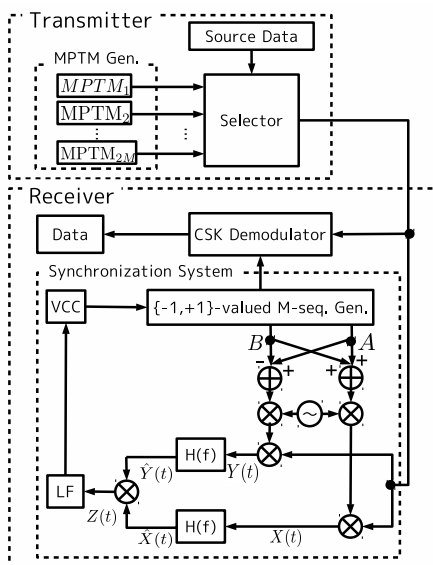 Transmitter
Source Data
MPTM Gen.
MPTM₁
MPTM₂
⋮
MPTM₂M
⋮
Selector
Receiver
Data
CSK Demodulator
Synchronization System
VCC
{-1,+1}-valued M-seq. Gen.
B
A
-
+
+
+
~
H(f)
Ŷ(t)
Y(t)
LF
Z(t)
H(f)
X̂(t)
X(t)